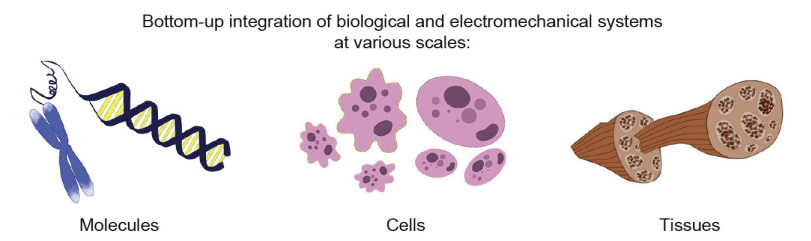 Bottom-up integration of biological and electromechanical systems
at various scales:
Molecules
Cells
Tissues